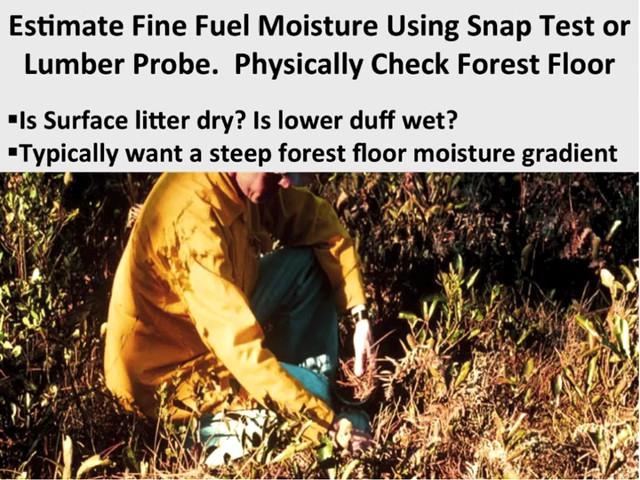 Estimate Fine Fuel Moisture Using Snap Test or
Lumber Probe.  Physically Check Forest Floor
▪Is Surface litter dry? Is lower duff wet?
▪Typically want a steep forest floor moisture gradient